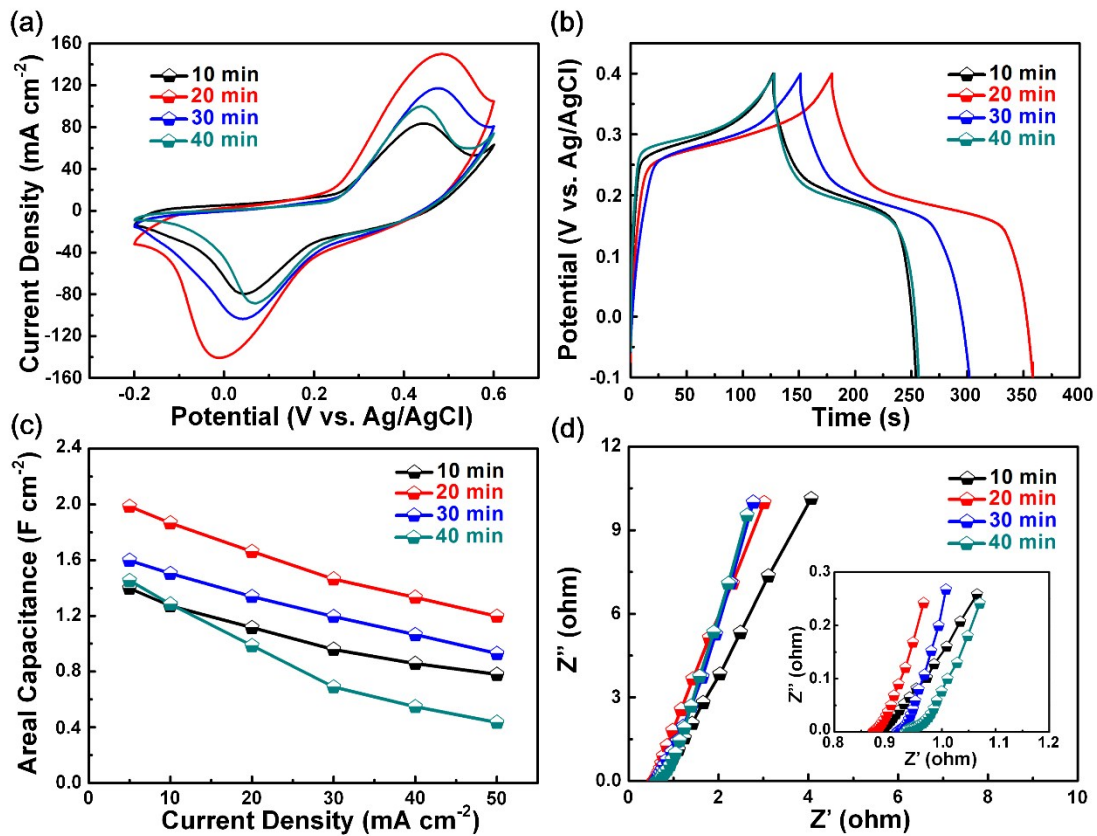 (a)
160
120
80
40
0
-40
-80
-120
-160
Current Density (mA cm-2)
10 min
20 min
30 min
40 min
-0.2 0.0 0.2 0.4 0.6
Potential (V vs. Ag/AgCl)
(b)
0.4
0.3
0.2
0.1
0.0
-0.1
Potential (V vs. Ag/AgCl)
10 min
20 min
30 min
40 min
0 50 100 150 200 250 300 350 400
Time (s)
(c)
2.4
2.0
1.6
1.2
0.8
0.4
0.0
Areal Capacitance (F cm-2)
10 min
20 min
30 min
40 min
0 10 20 30 40 50
Current Density (mA cm-2)
(d)
12
9
6
3
0
Z'' (ohm)
10 min
20 min
30 min
40 min
0.3
0.2
0.1
0.0
Z'' (ohm)
0.8 0.9 1.0 1.1 1.2
Z' (ohm)
0 2 4 6 8 10
Z' (ohm)